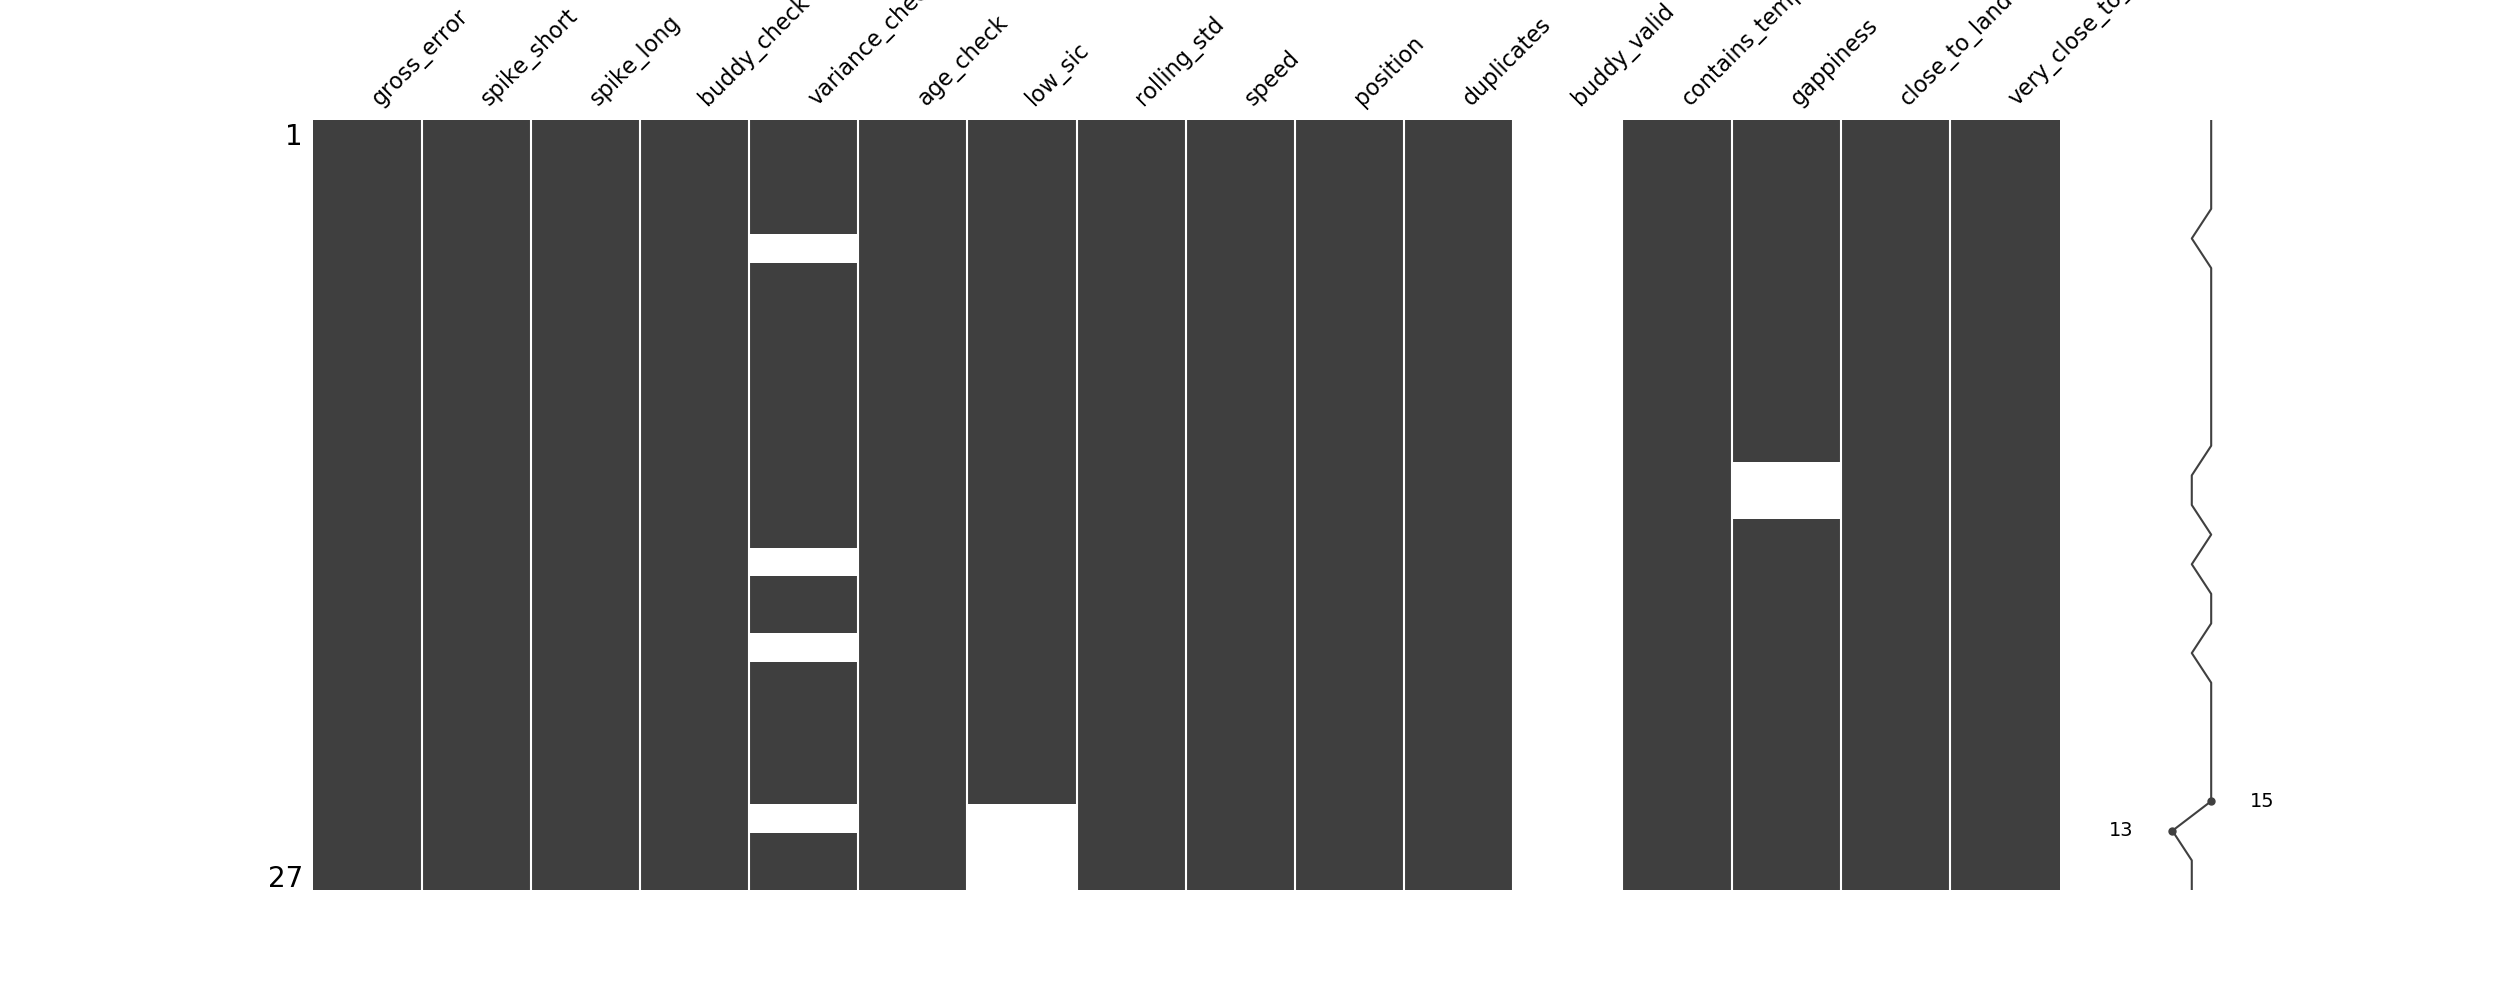 gross_error
spike_short
spike_long
buddy_check
variance_che
age_check
low_sic
rolling_std
speed
position
duplicates
buddy_valid
contains_temp
gappiness
close_to_land
very_close_to_
1
27
15
13